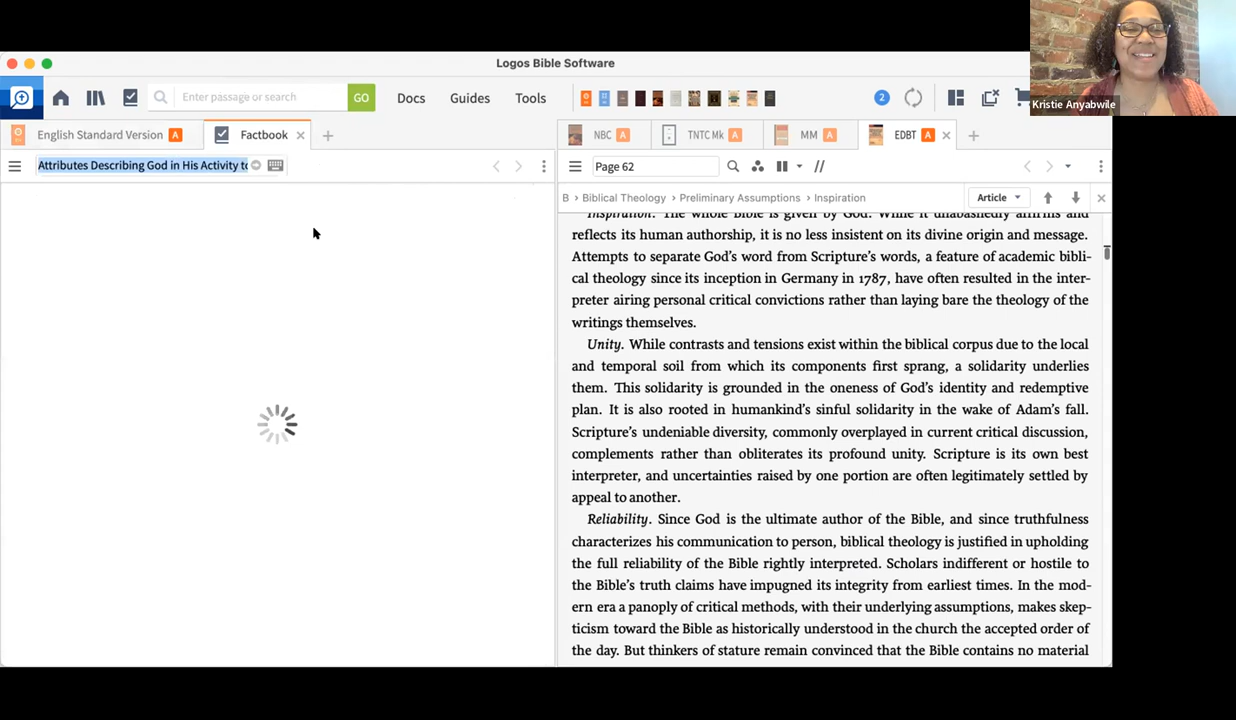 Logos Bible Software
Kristie Anyabwile
Enter passage or search
GO
Docs
Guides
Tools
2
English Standard Version A
Factbook
NBC A
TNTC Mk A
MM A
EDBT A
Attributes Describing God in His Activity to
Page 62
B > Biblical Theology > Preliminary Assumptions > Inspiration
Article
Inspiration. The whole Bible is given by God. While it unabashedly affirms and
reflects its human authorship, it is no less insistent on its divine origin and message.
Attempts to separate God's word from Scripture's words, a feature of academic bibli-
cal theology since its inception in Germany in 1787, have often resulted in the inter-
preter airing personal critical convictions rather than laying bare the theology of the
writings themselves.
Unity. While contrasts and tensions exist within the biblical corpus due to the local
and temporal soil from which its components first sprang, a solidarity underlies
them. This solidarity is grounded in the oneness of God's identity and redemptive
plan. It is also rooted in humankind's sinful solidarity in the wake of Adam's fall.
Scripture's undeniable diversity, commonly overplayed in current critical discussion,
complements rather than obliterates its profound unity. Scripture is its own best
interpreter, and uncertainties raised by one portion are often legitimately settled by
appeal to another.
Reliability. Since God is the ultimate author of the Bible, and since truthfulness
characterizes his communication to person, biblical theology is justified in upholding
the full reliability of the Bible rightly interpreted. Scholars indifferent or hostile to
the Bible's truth claims have impugned its integrity from earliest times. In the mod-
ern era a panoply of critical methods, with their underlying assumptions, makes skep-
ticism toward the Bible as historically understood in the church the accepted order of
the day. But thinkers of stature remain convinced that the Bible contains no material